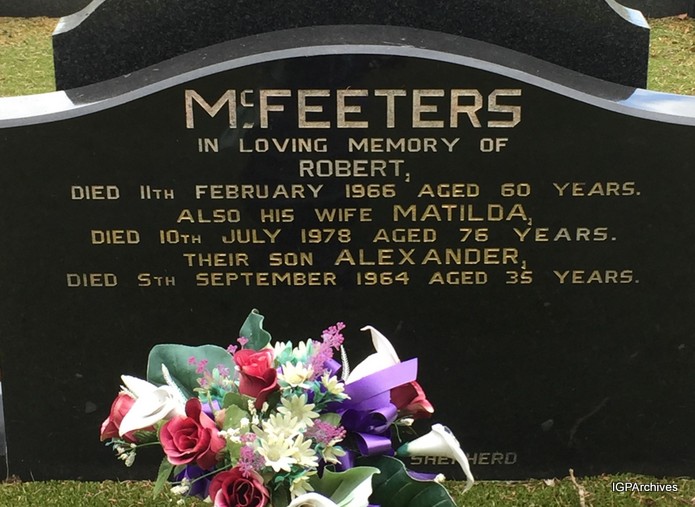 McFEETERS
IN LOVING MEMORY OF
ROBERT,
DIED 11TH FEBRUARY 1966 AGED 60 YEARS.
ALSO HIS WIFE MATILDA,
DIED 10TH JULY 1978 AGED 76 YEARS.
THEIR SON ALEXANDER,
DIED 5TH SEPTEMBER 1964 AGED 35 YEARS.
SHEPHERD
IGPArchives